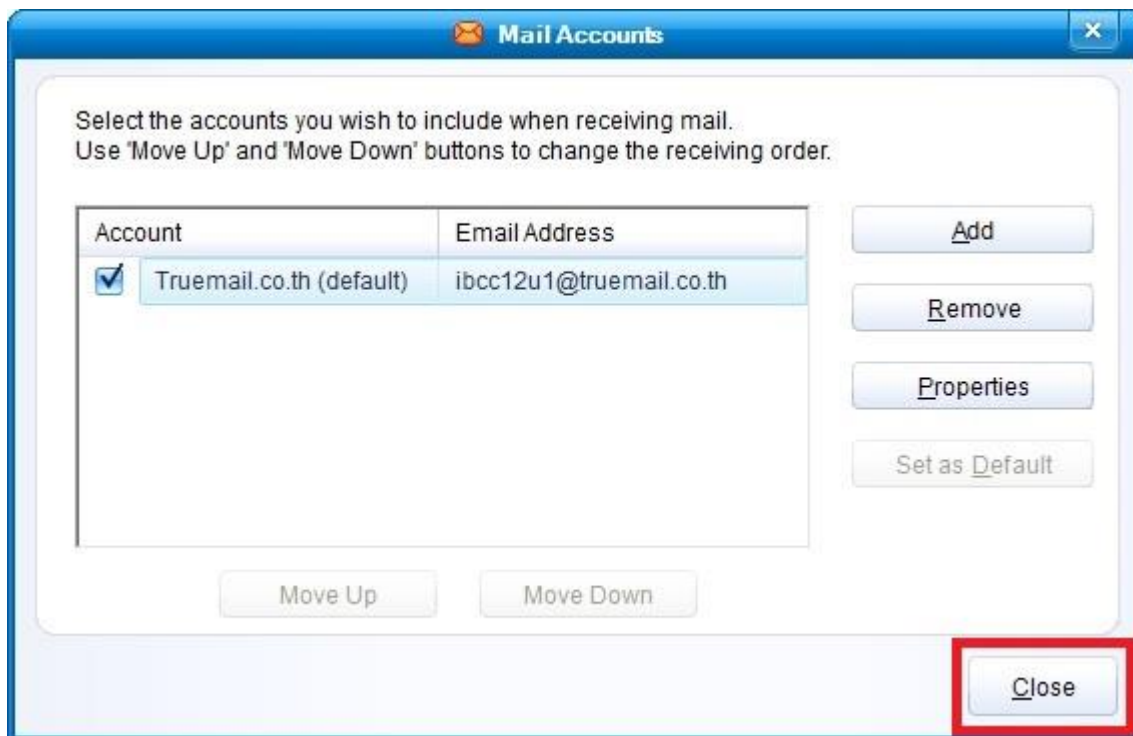 Mail Accounts
Select the accounts you wish to include when receiving mail.
Use 'Move Up' and 'Move Down' buttons to change the receiving order.
Account Email Address
Truemail.co.th (default) ibcc12u1@truemail.co.th
Add
Remove
Properties
Set as Default
Move Up Move Down
Close